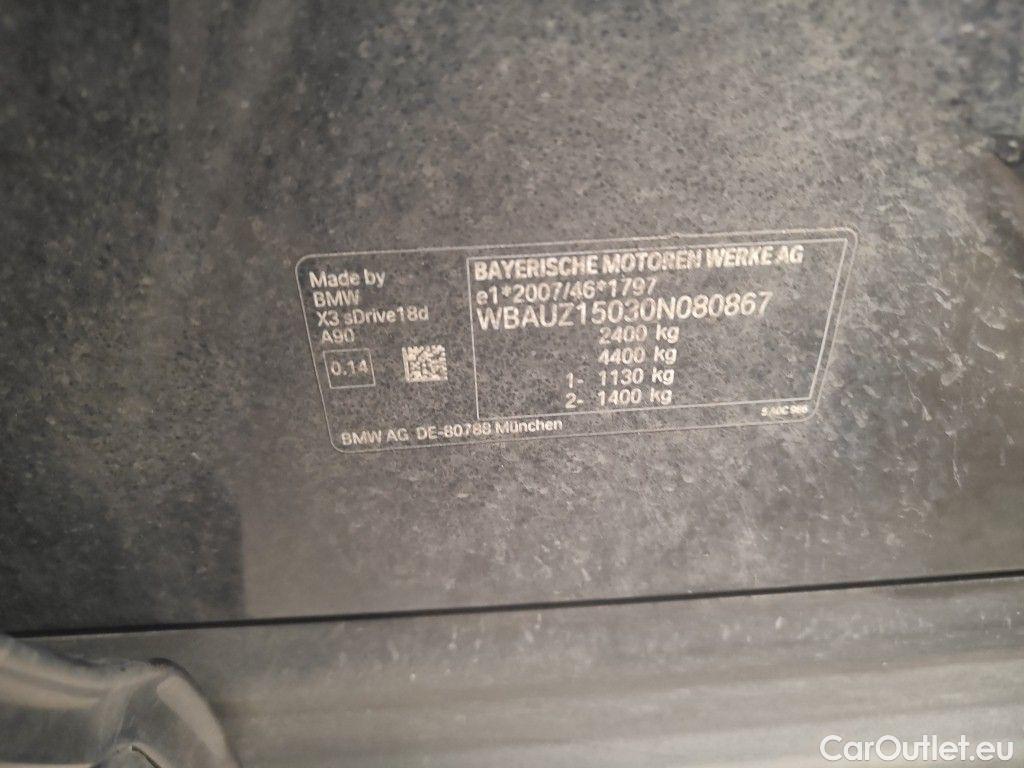 Made by
BMW
X3 sDrive18d
A90
0.14
BAYERISCHE MOTOREN WERKE AG
e1*2007/46*1797
WBAUZ15030N080867
2400 kg
4400 kg
1- 1130 kg
2- 1400 kg
BMW AG DE-80788 München
CarOutlet.eu